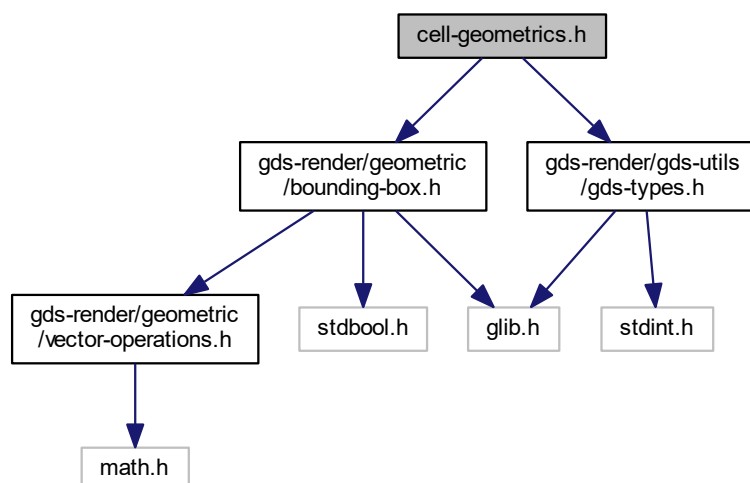 cell-geometrics.h
gds-render/geometric
/bounding-box.h
gds-render/gds-utils
/gds-types.h
gds-render/geometric
/vector-operations.h
stdbool.h
glib.h
stdint.h
math.h